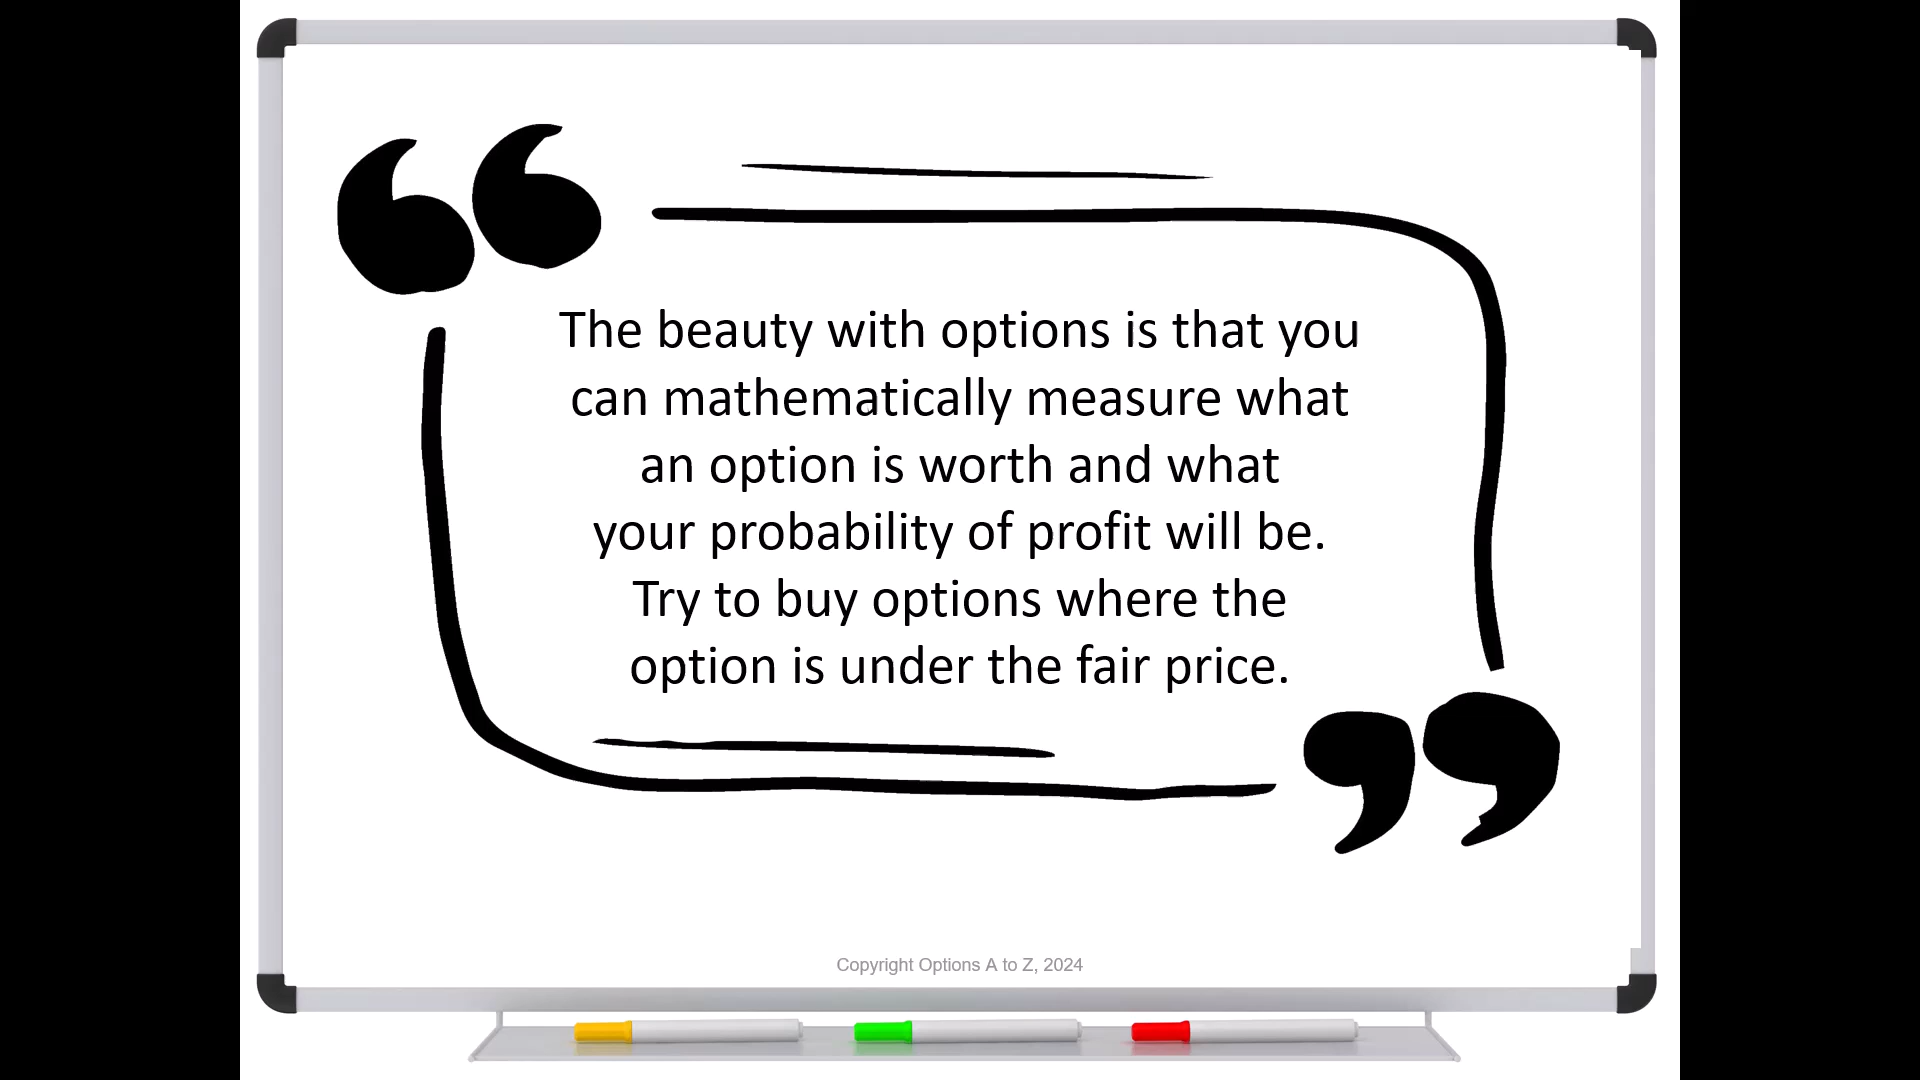 The beauty with options is that you
can mathematically measure what
an option is worth and what
your probability of profit will be.
Try to buy options where the
option is under the fair price.
Copyright Options A to Z, 2024